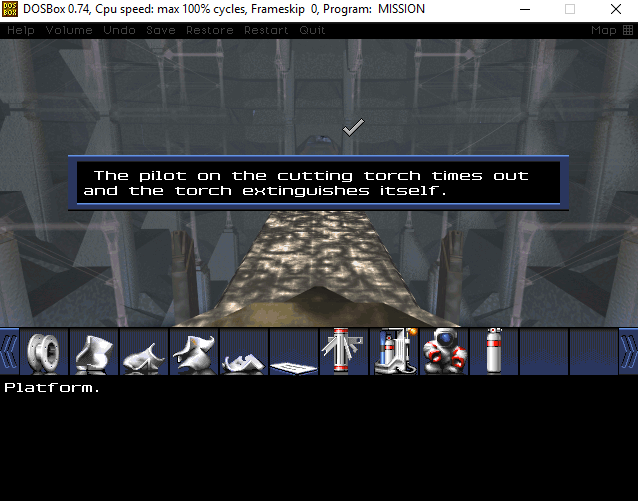 DOSBox 0.74, Cpu speed: max 100% cycles, Frameskip 0, Program: MISSION
Help Volume Undo Save Restore Restart Quit Map
The pilot on the cutting torch times out
and the torch extinguishes itself.
Platform.